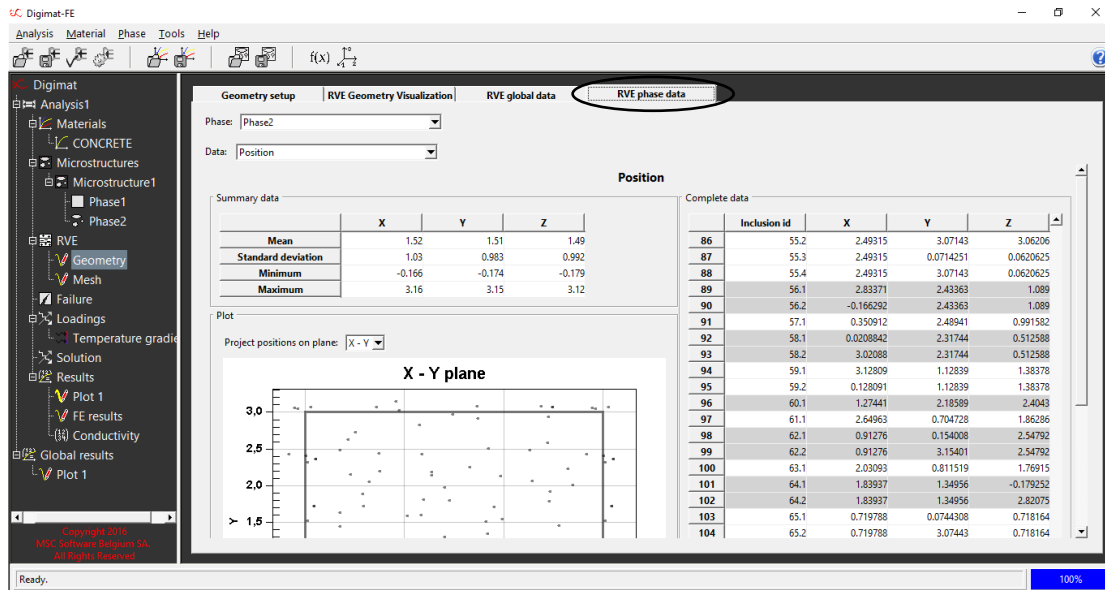 Digimat-FE
Analysis Material Phase Tools Help
f(x)
Digimat
Analysis1
Materials
CONCRETE
Microstructures
Microstructure1
Phase1
Phase2
RVE
Geometry
Mesh
Failure
Loadings
Temperature gradie
Solution
Results
Plot 1
FE results
Conductivity
Global results
Plot 1
Copyright 2016
MSC Software Belgium SA.
All Rights Reserved
Geometry setup RVE Geometry Visualization RVE global data RVE phase data
Phase: Phase2
Data: Position
Position
Summary data
X Y Z
Mean 1.52 1.51 1.49
Standard deviation 1.03 0.983 0.992
Minimum -0.166 -0.174 -0.179
Maximum 3.16 3.15 3.12
Plot
Project positions on plane: X - Y
X - Y plane
3,0
2,5
2,0
1,5
Y
Complete data
Inclusion id X Y Z
86 55.2 2.49315 3.07143 3.06206
87 55.3 2.49315 0.0714251 0.0620625
88 55.4 2.49315 3.07143 0.0620625
89 56.1 2.83371 2.43363 1.089
90 56.2 -0.166292 2.43363 1.089
91 57.1 0.350912 2.48941 0.991582
92 58.1 0.0208842 2.31744 0.512588
93 58.2 3.02088 2.31744 0.512588
94 59.1 3.12809 1.12839 1.38378
95 59.2 0.128091 1.12839 1.38378
96 60.1 1.27441 2.18589 2.4043
97 61.1 2.64963 0.704728 1.86286
98 62.1 0.91276 0.154008 2.54792
99 62.2 0.91276 3.15401 2.54792
100 63.1 2.03093 0.811519 1.76915
101 64.1 1.83937 1.34956 -0.179252
102 64.2 1.83937 1.34956 2.82075
103 65.1 0.719788 0.0744308 0.718164
104 65.2 0.719788 3.07443 0.718164
Ready.
100%